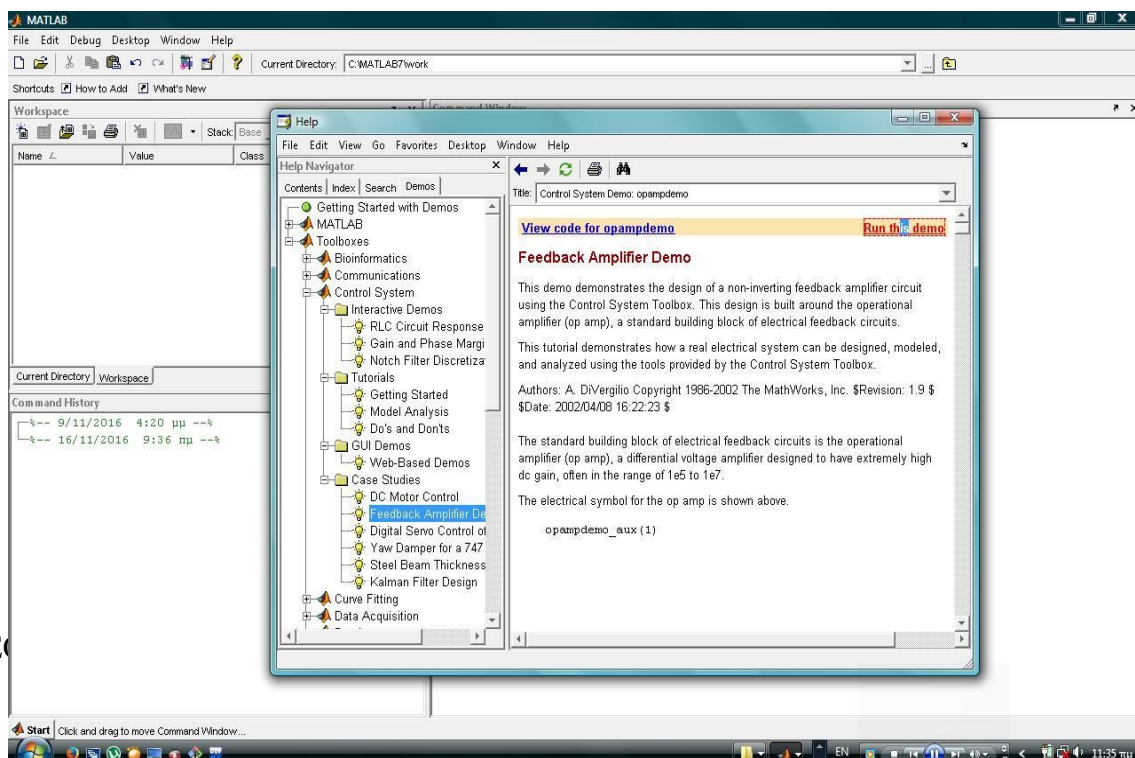 MATLAB
File Edit Debug Desktop Window Help
Current Directory: C:\MATLAB7\work
Shortcuts How to Add What's New
Workspace
Stack: Base
Name Value Class
Current Directory Workspace
Command History
%-- 9/11/2016 4:20 μμ --%
%-- 16/11/2016 9:36 πμ --%
Command Window
Help
File Edit View Go Favorites Desktop Window Help
Help Navigator
Contents Index Search Demos
Getting Started with Demos
MATLAB
Toolboxes
Bioinformatics
Communications
Control System
Interactive Demos
RLC Circuit Response
Gain and Phase Margi
Notch Filter Discretiza
Tutorials
Getting Started
Model Analysis
Do's and Don'ts
GUI Demos
Web-Based Demos
Case Studies
DC Motor Control
Feedback Amplifier De
Digital Servo Control of
Yaw Damper for a 747
Steel Beam Thickness
Kalman Filter Design
Curve Fitting
Data Acquisition
Title: Control System Demo: opampdemo
View code for opampdemo Run this demo
Feedback Amplifier Demo
This demo demonstrates the design of a non-inverting feedback amplifier circuit
using the Control System Toolbox. This design is built around the operational
amplifier (op amp), a standard building block of electrical feedback circuits.
This tutorial demonstrates how a real electrical system can be designed, modeled,
and analyzed using the tools provided by the Control System Toolbox.
Authors: A. DiVergilio Copyright 1986-2002 The MathWorks, Inc. $Revision: 1.9 $
$Date: 2002/04/08 16:22:23 $
The standard building block of electrical feedback circuits is the operational
amplifier (op amp), a differential voltage amplifier designed to have extremely high
dc gain, often in the range of 1e5 to 1e7.
The electrical symbol for the op amp is shown above.
opampdemo_aux(1)
Start Click and drag to move Command Window...
EN 11:35 πμ